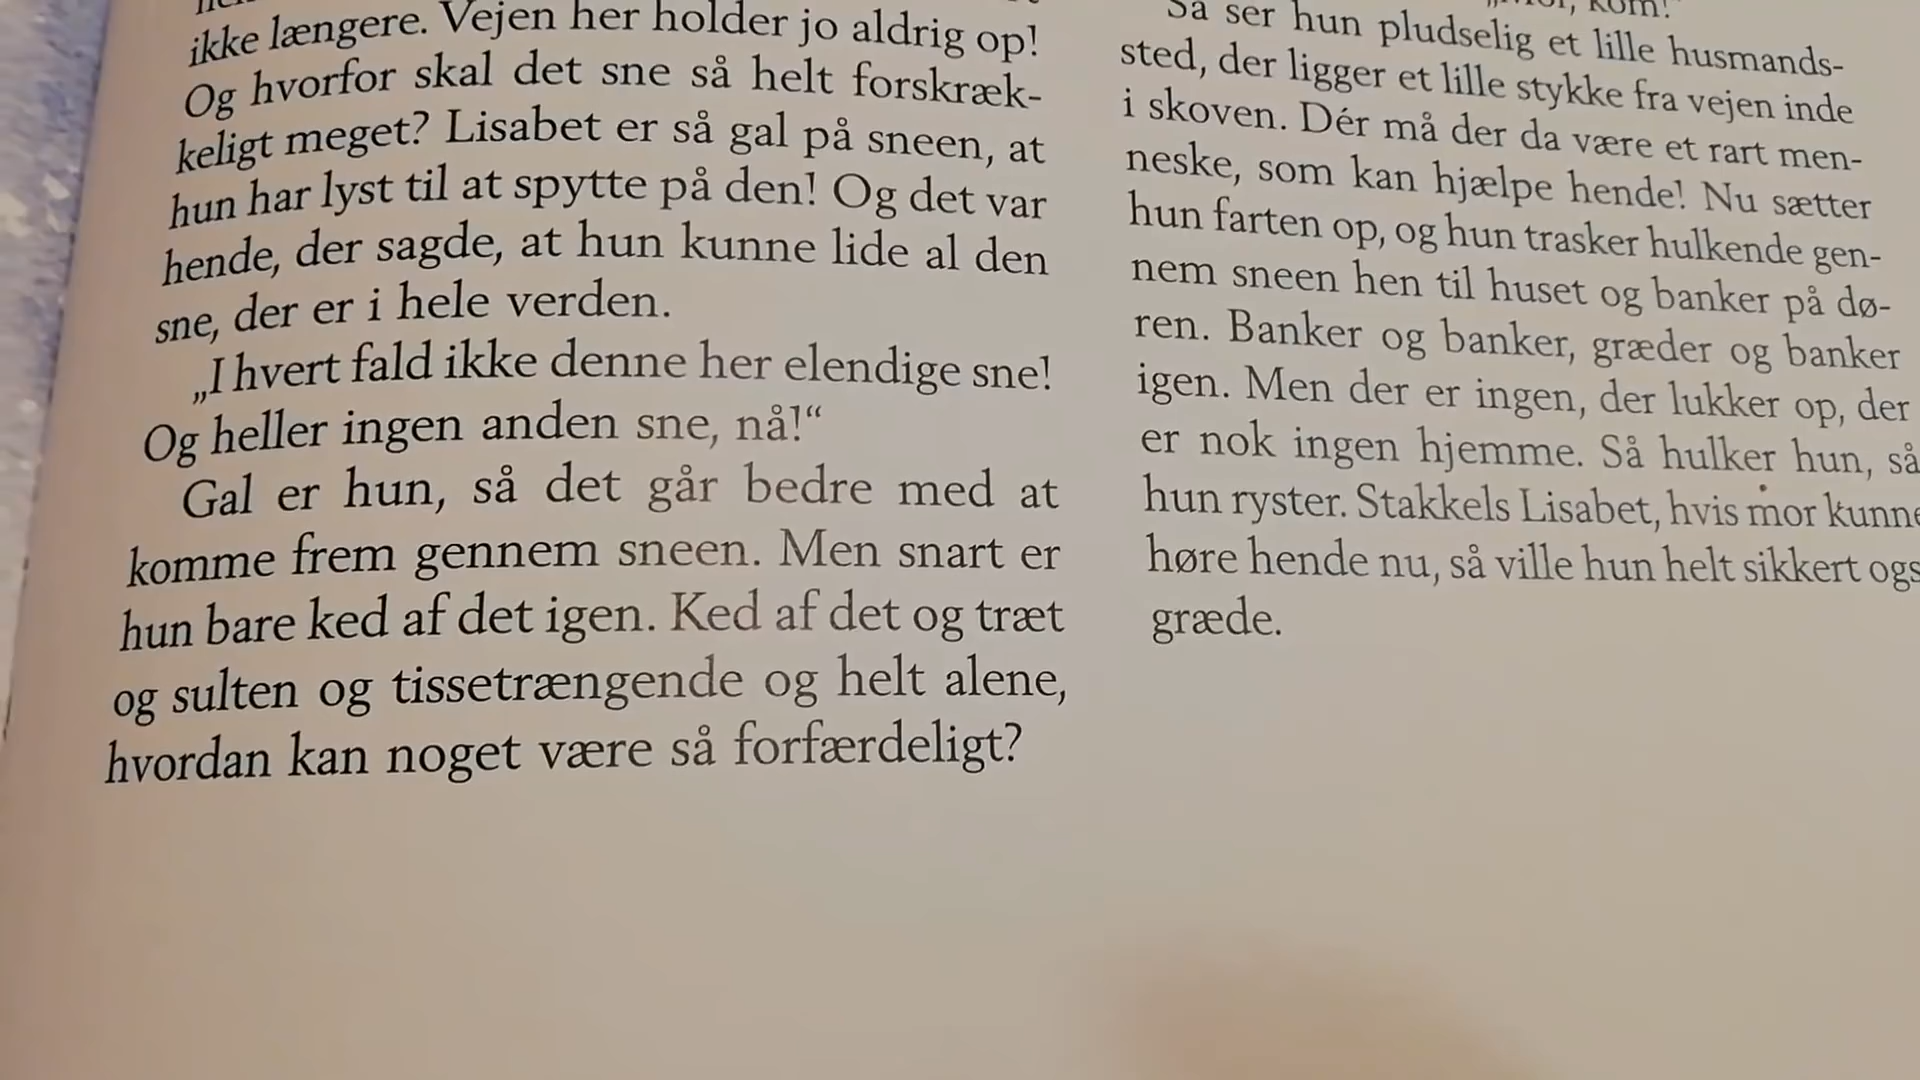 ikke længere. Vejen her holder jo aldrig op!
Og hvorfor skal det sne så helt forskræk-
keligt meget? Lisabet er så gal på sneen, at
hun har lyst til at spytte på den! Og det var
hende, der sagde, at hun kunne lide al den
sne, der er i hele verden.
„I hvert fald ikke denne her elendige sne!
Og heller ingen anden sne, nå!“
Gal er hun, så det går bedre med at
komme frem gennem sneen. Men snart er
hun bare ked af det igen. Ked af det og træt
og sulten og tissetrængende og helt alene,
hvordan kan noget være så forfærdeligt?
kom!
Så ser hun pludselig et lille husmands-
sted, der ligger et lille stykke fra vejen inde
i skoven. Dér må der da være et rart men-
neske, som kan hjælpe hende! Nu sætter
hun farten op, og hun trasker hulkende gen-
nem sneen hen til huset og banker på dø-
ren. Banker og banker, græder og banker
igen. Men der er ingen, der lukker op, der
er nok ingen hjemme. Så hulker hun, så
hun ryster. Stakkels Lisabet, hvis mor kunne
høre hende nu, så ville hun helt sikkert ogs
græde.